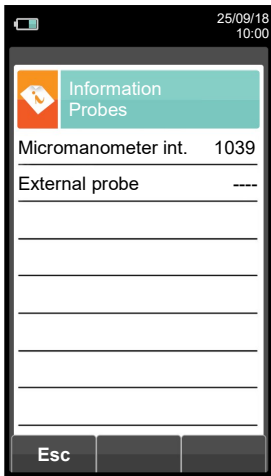 25/09/18
10:00
Information
Probes
Micromanometer int. 1039
External probe ----
Esc